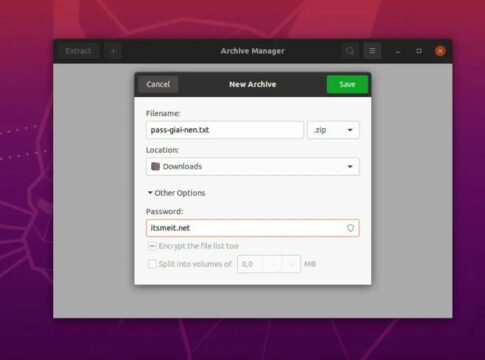 Extract
Archive Manager
Cancel
New Archive
Save
Filename:
pass-giai-nen.txt
.zip
Location:
Downloads
Other Options
Password:
itsmeit.net
Encrypt the file list too
Split into volumes of 0,0 MB